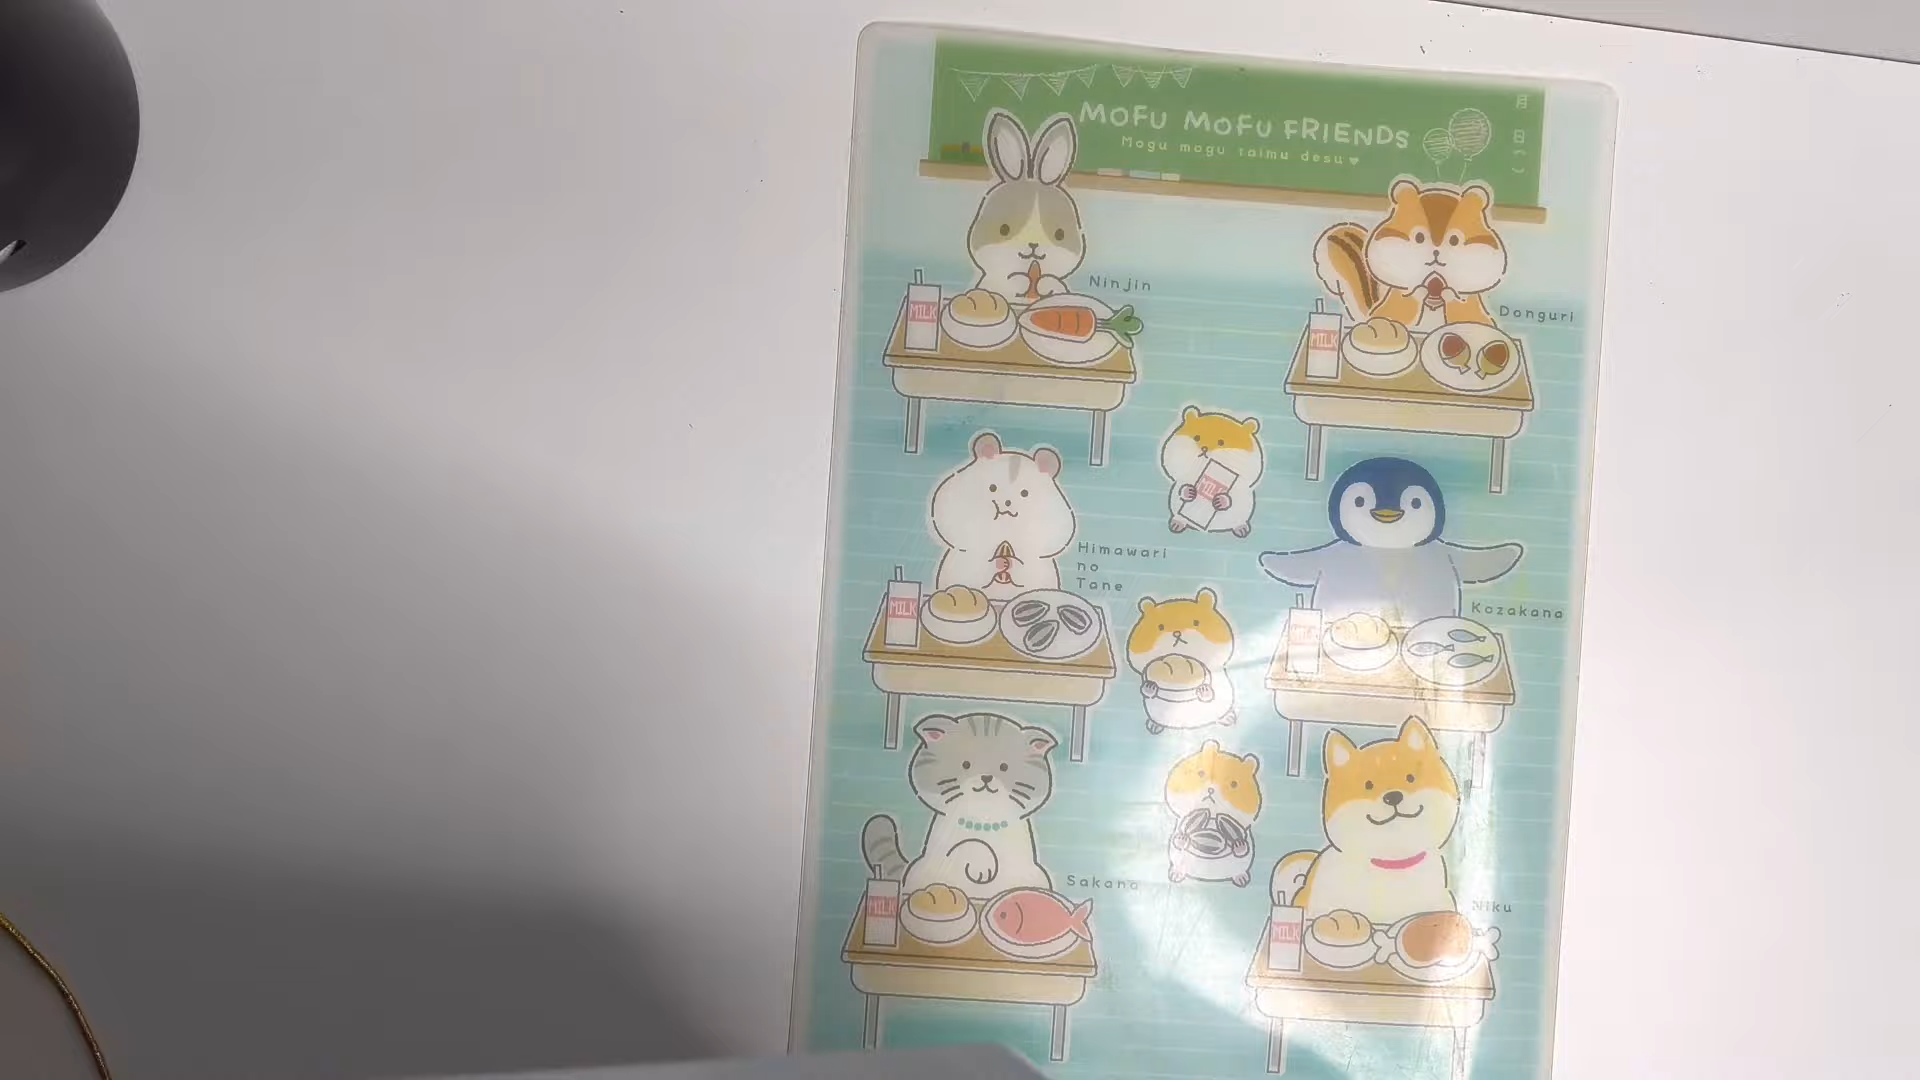 MOFU MOFU FRIENDS
Mogu mogu taimu desu♥
月
日
( )
Ninjin
MILK
Donguri
MILK
MILK
Himawari
no
Tane
MILK
Kozakana
MILK
Sakana
MILK
Niku
MILK